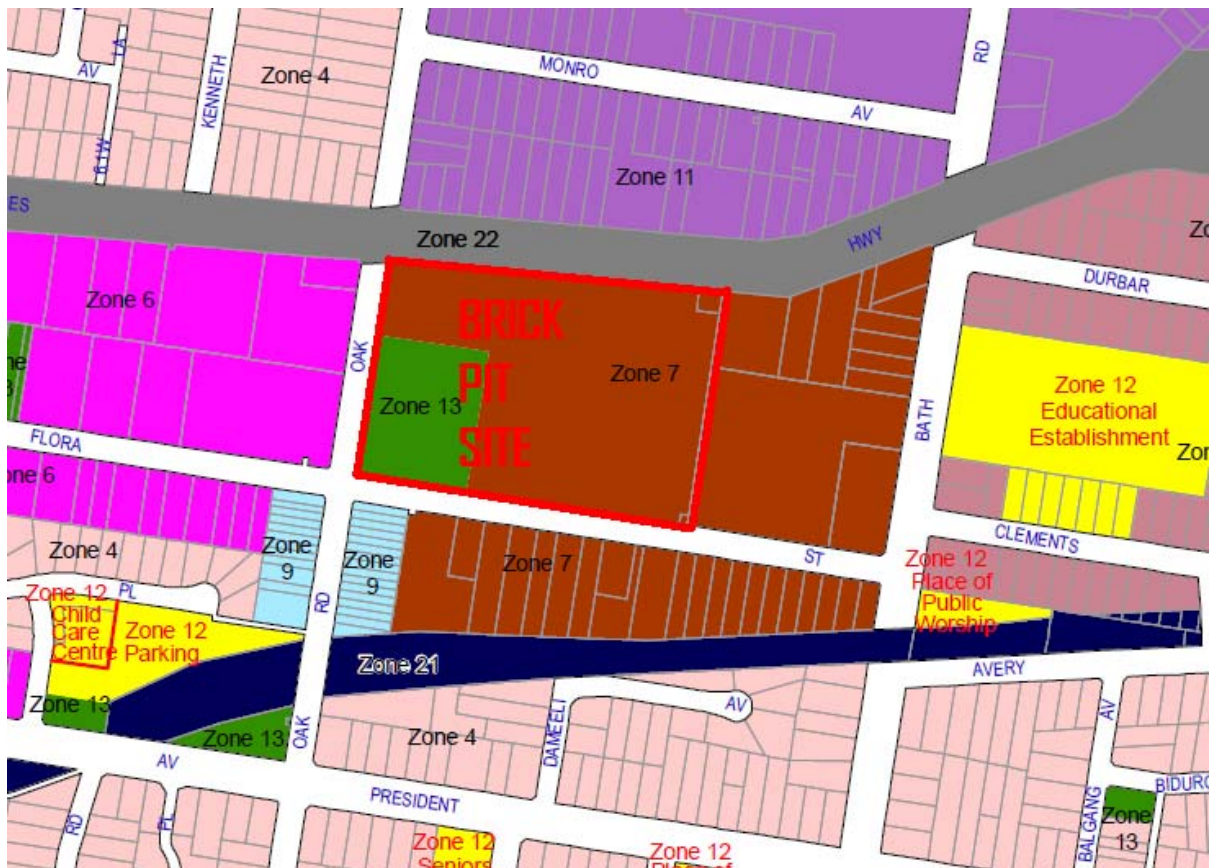 LA
AV
KENNETH
Zone 4
MONRO
AV
RD
Zone 11
ES
Zone 22
HWY
DURBAR
Zone 6
OAK
BRICK
PIT
SITE
Zone 7
Zone 13
BATH
Zone 12
Educational
Establishment
FLORA
Zone 4
Zone
9
Zone
9
Zone 7
ST
CLEMENTS
Zone 12
Place of
Public
Worship
Zone 12
Child
Care
Centre
PL
Zone 12
Parking
RD
Zone 21
AVERY
Zone 13
Zone 13
OAK
Zone 4
DAMEELI
AV
AV
AV
PRESIDENT
RD
PL
Zone 12
Seniors
Zone 12
BALGANG
Zone
13